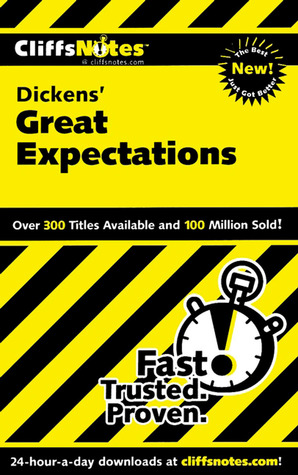 CliffsNotes™
@ cliffsnotes.com
The Best
New!
Just Got Better
Dickens'
Great
Expectations
Over 300 Titles Available and 100 Million Sold!
Fast.
Trusted.
Proven.
24-hour-a-day downloads at cliffsnotes.com!